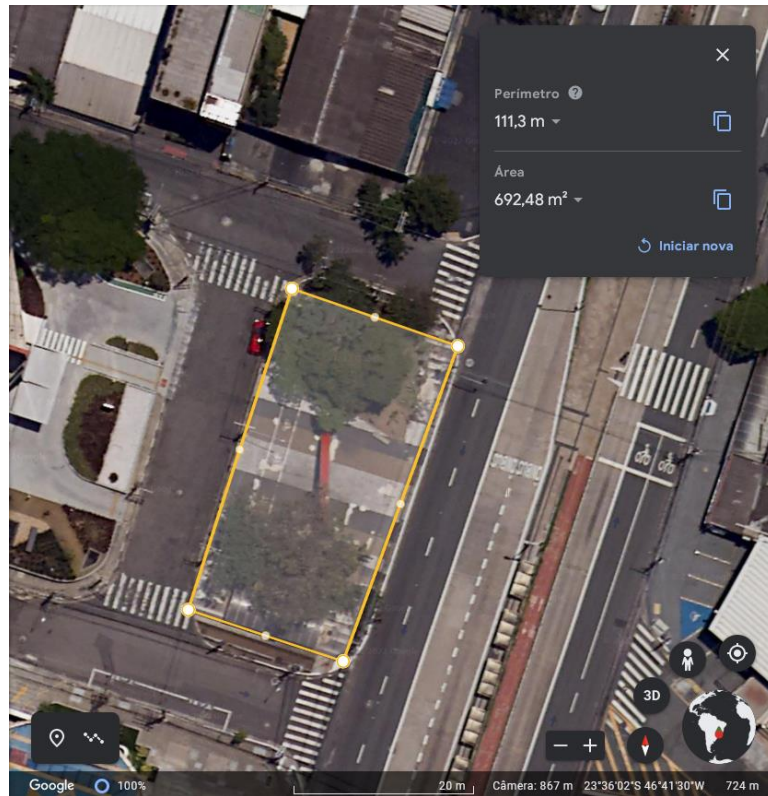 Perímetro
111,3 m
Área
692,48 m²
Iniciar nova
3D
Google
100%
20 m
Câmera: 867 m
23°36'02"S 46°41'30"W
724 m